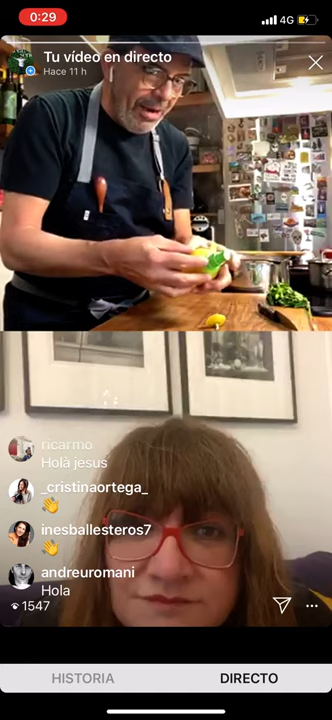 0:29
4G
Tu vídeo en directo
Hace 11 h
ricarmo
Holà jesus
_cristinaortega_
👋
inesballesteros7
👋
andreuromani
Hola
1547
HISTORIA
DIRECTO